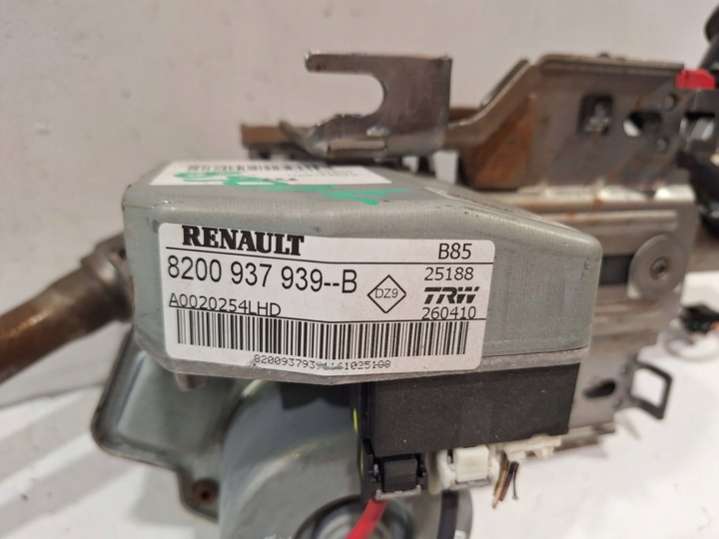 RENAULT B85
8200 937 939--B DZ9 25188
A0020254LHD TRW 260410